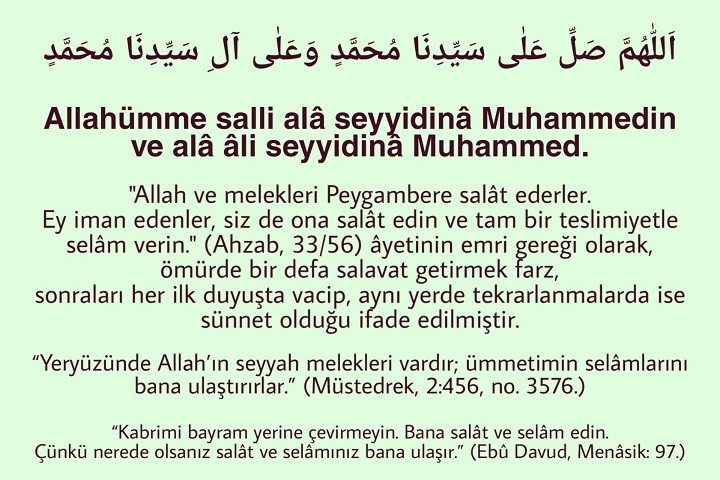 اَللّٰهُمَّ صَلِّ عَلٰى سَيِّدِنَا مُحَمَّدٍ وَعَلٰى آلِ سَيِّدِنَا مُحَمَّدٍ
Allahümme salli alâ seyyidinâ Muhammedin
ve alâ âli seyyidinâ Muhammed.
"Allah ve melekleri Peygambere salât ederler.
Ey iman edenler, siz de ona salât edin ve tam bir teslimiyetle
selâm verin." (Ahzab, 33/56) âyetinin emri gereği olarak,
ömürde bir defa salavat getirmek farz,
sonraları her ilk duyuşta vacip, aynı yerde tekrarlanmalarda ise
sünnet olduğu ifade edilmiştir.
“Yeryüzünde Allah’ın seyyah melekleri vardır; ümmetimin selâmlarını
bana ulaştırırlar.” (Müstedrek, 2:456, no. 3576.)
“Kabrimi bayram yerine çevirmeyin. Bana salât ve selâm edin.
Çünkü nerede olsanız salât ve selâmınız bana ulaşır.” (Ebû Davud, Menâsik: 97.)